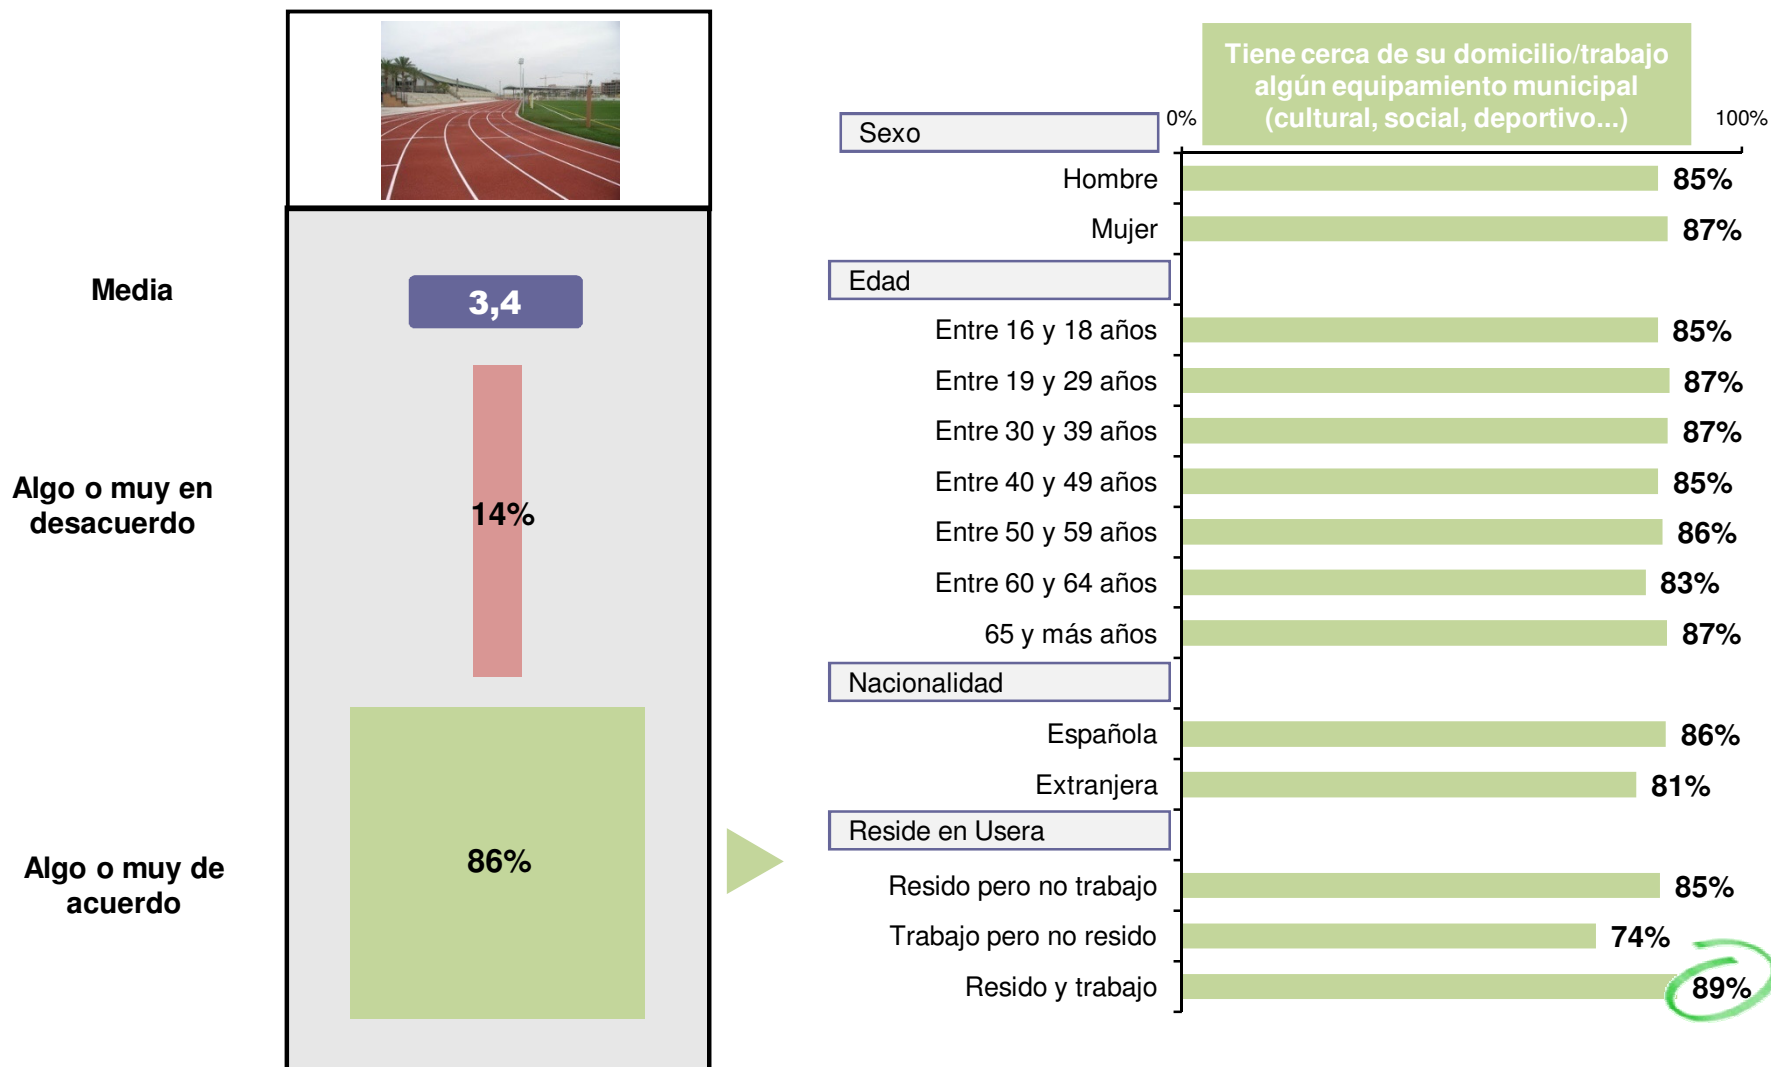 Media
3,4
Algo o muy en
desacuerdo
14%
Algo o muy de
acuerdo
86%
Tiene cerca de su domicilio/trabajo
algún equipamiento municipal
(cultural, social, deportivo...)
0%
100%
Sexo
Hombre
85%
Mujer
87%
Edad
Entre 16 y 18 años
85%
Entre 19 y 29 años
87%
Entre 30 y 39 años
87%
Entre 40 y 49 años
85%
Entre 50 y 59 años
86%
Entre 60 y 64 años
83%
65 y más años
87%
Nacionalidad
Española
86%
Extranjera
81%
Reside en Usera
Resido pero no trabajo
85%
Trabajo pero no resido
74%
Resido y trabajo
89%